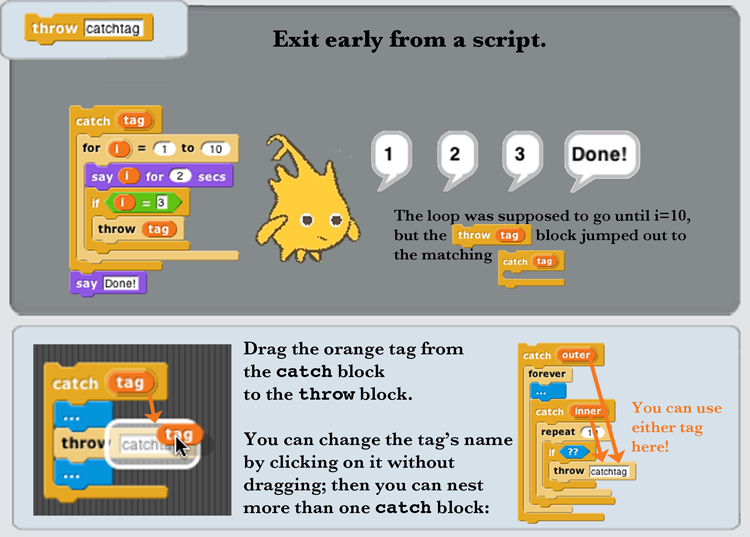 throw catchtag
Exit early from a script.
catch tag
for i = 1 to 10
say i for 2 secs
if i = 3
throw tag
say Done!
1
2
3
Done!
The loop was supposed to go until i=10,
but the throw tag block jumped out to
the matching catch tag
catch tag
...
throw catchtag
tag
...
Drag the orange tag from
the catch block
to the throw block.
You can change the tag's name
by clicking on it without
dragging; then you can nest
more than one catch block:
catch outer
forever
...
catch inner
repeat
if ??
throw catchtag
You can use
either tag
here!